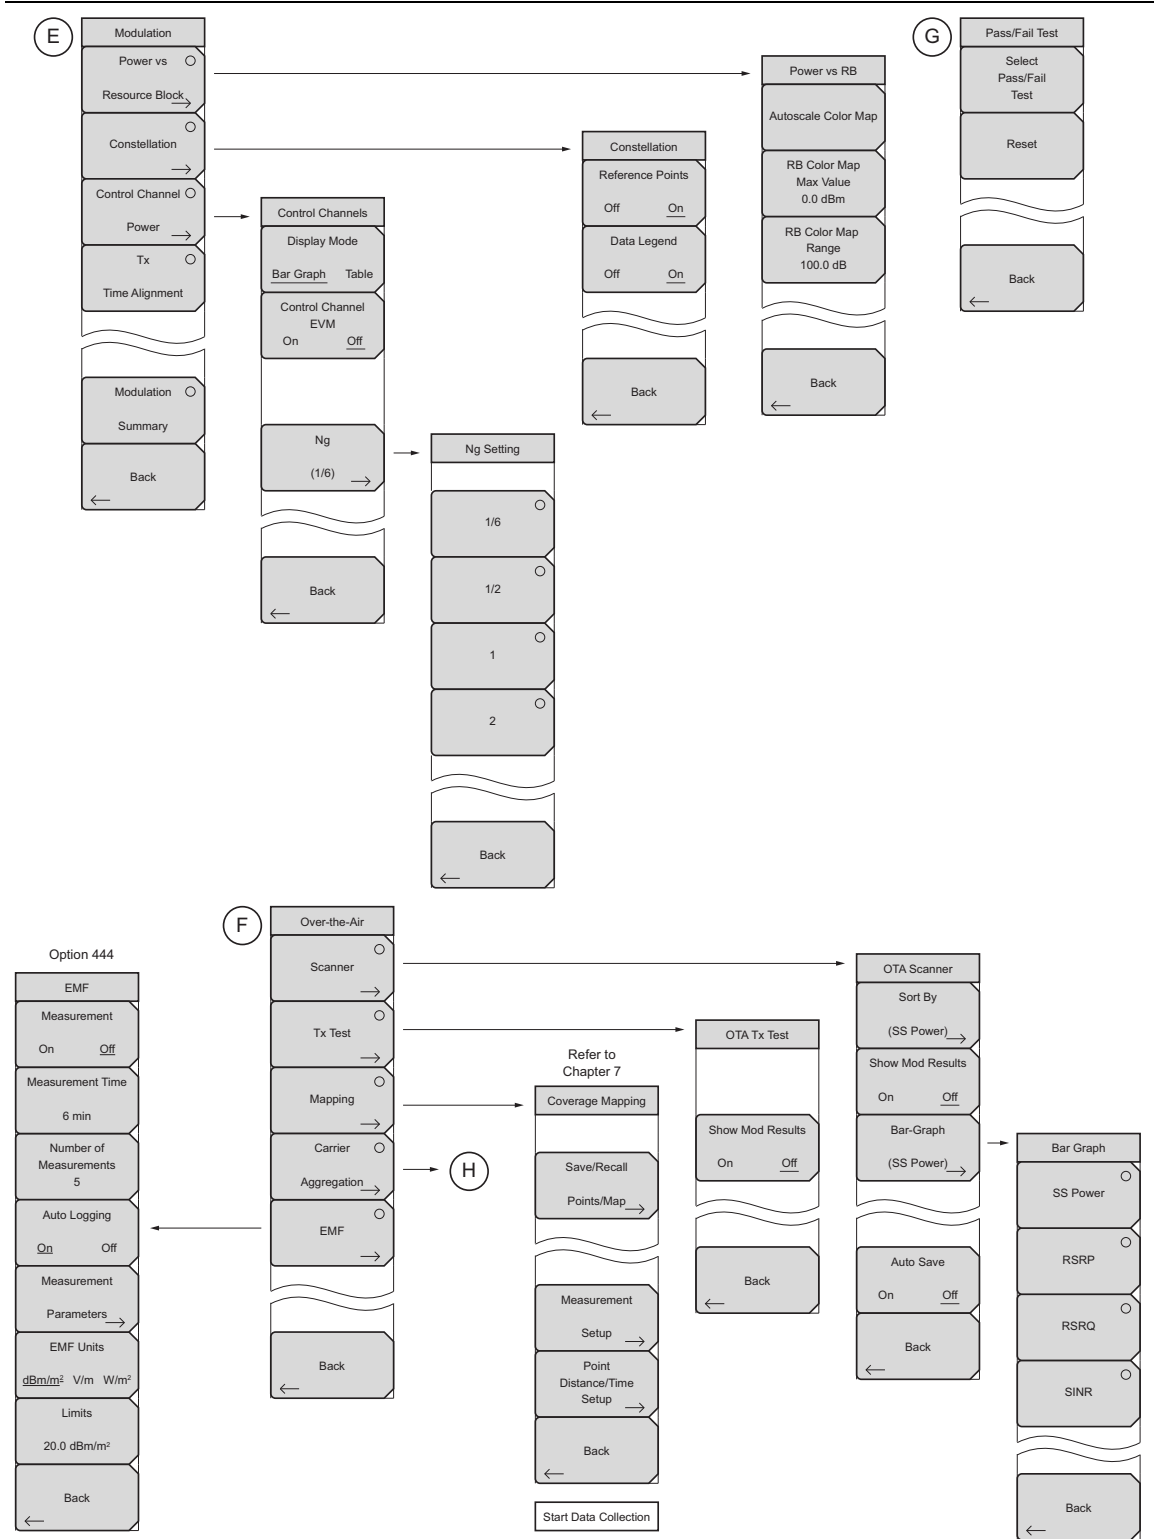 E
Modulation
Power vs
Resource Block
Constellation
Control Channel
Power
Tx
Time Alignment
Modulation
Summary
Back
Control Channels
Display Mode
Bar Graph Table
Control Channel
EVM
On Off
Ng
(1/6)
Back
Ng Setting
1/6
1/2
1
2
Back
Constellation
Reference Points
Off On
Data Legend
Off On
Back
Power vs RB
Autoscale Color Map
RB Color Map
Max Value
0.0 dBm
RB Color Map
Range
100.0 dB
Back
G
Pass/Fail Test
Select
Pass/Fail
Test
Reset
Back
Option 444
EMF
Measurement
On Off
Measurement Time
6 min
Number of
Measurements
5
Auto Logging
On Off
Measurement
Parameters
EMF Units
dBm/m² V/m W/m²
Limits
20.0 dBm/m²
Back
F
Over-the-Air
Scanner
Tx Test
Mapping
Carrier
Aggregation
EMF
Back
H
Refer to
Chapter 7
Coverage Mapping
Save/Recall
Points/Map
Measurement
Setup
Point
Distance/Time
Setup
Back
Start Data Collection
OTA Tx Test
Show Mod Results
On Off
Back
OTA Scanner
Sort By
(SS Power)
Show Mod Results
On Off
Bar-Graph
(SS Power)
Auto Save
On Off
Back
Bar Graph
SS Power
RSRP
RSRQ
SINR
Back